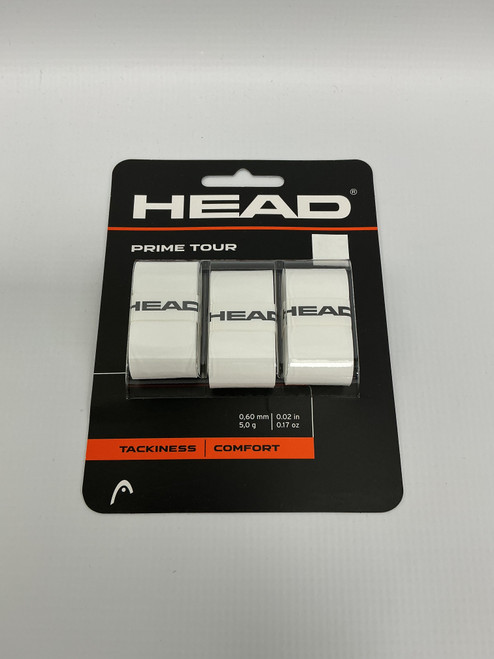 HEAD®
PRIME TOUR
HEAD HEAD HEAD
0,60 mm | 0.02 in
5,0 g | 0.17 oz
TACKINESS | COMFORT